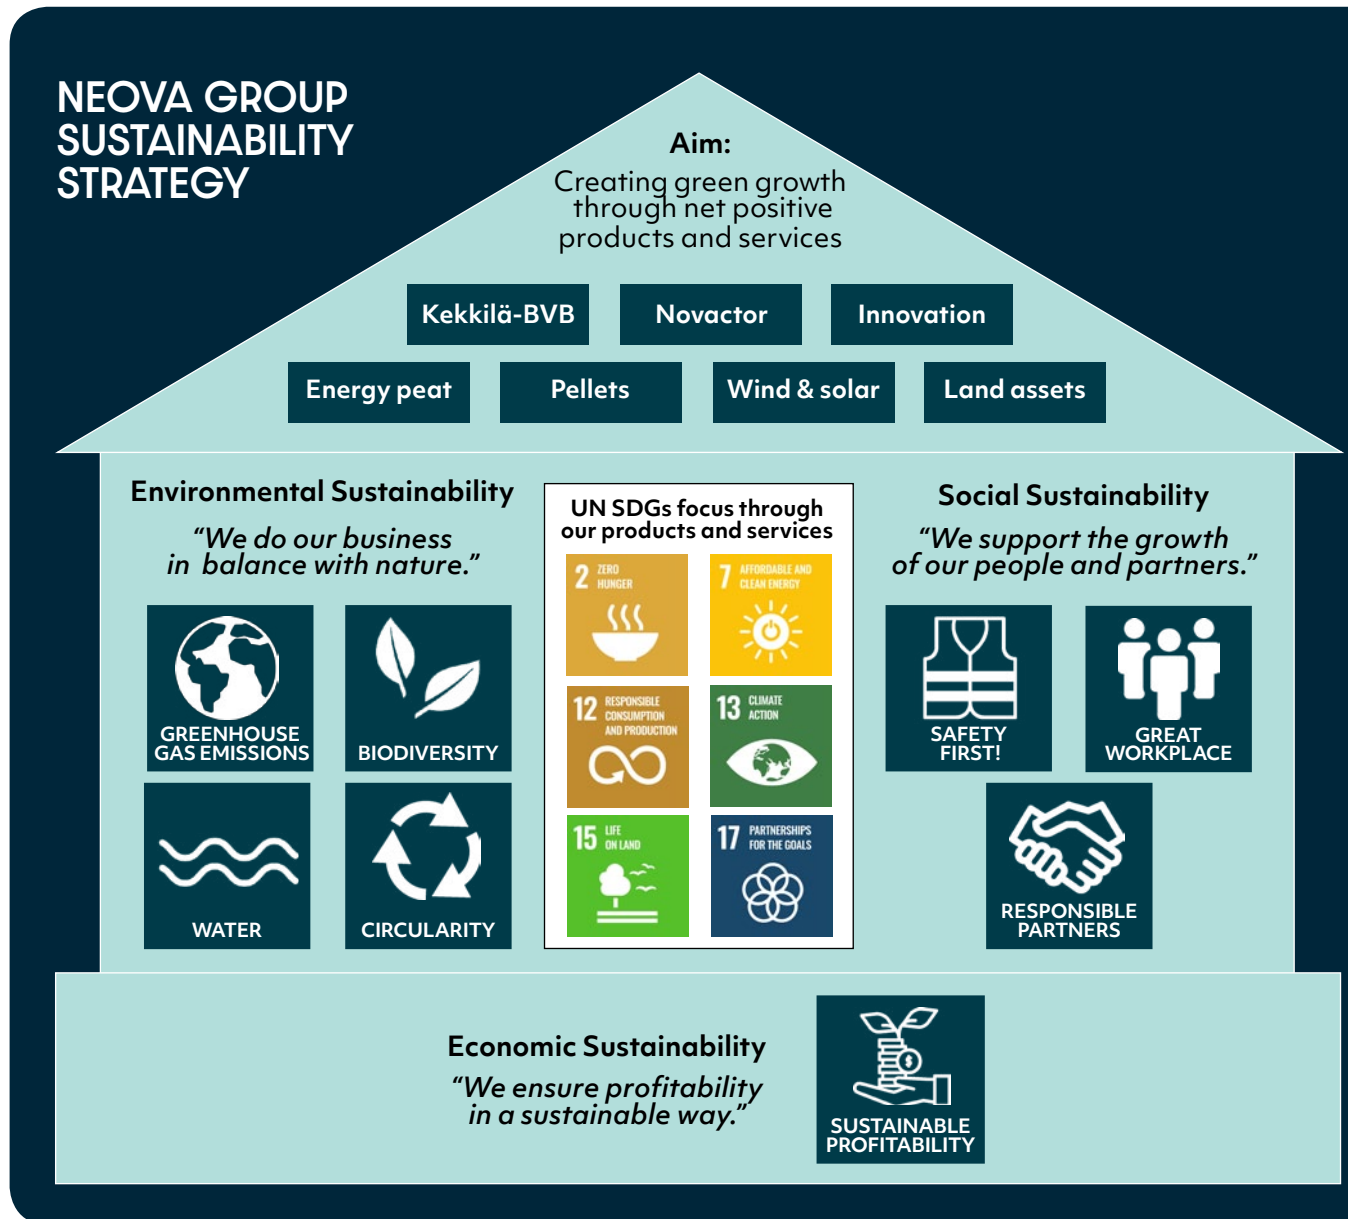 NEOVA GROUP
SUSTAINABILITY
STRATEGY
Aim:
Creating green growth
through net positive
products and services
Kekkilä-BVB
Novactor
Innovation
Energy peat
Pellets
Wind & solar
Land assets
Environmental Sustainability
“We do our business
in balance with nature.”
GREENHOUSE
GAS EMISSIONS
BIODIVERSITY
WATER
CIRCULARITY
UN SDGs focus through
our products and services
2 ZERO
HUNGER
7 AFFORDABLE AND
CLEAN ENERGY
12 RESPONSIBLE
CONSUMPTION
AND PRODUCTION
13 CLIMATE
ACTION
15 LIFE
ON LAND
17 PARTNERSHIPS
FOR THE GOALS
Social Sustainability
“We support the growth
of our people and partners.”
SAFETY
FIRST!
GREAT
WORKPLACE
RESPONSIBLE
PARTNERS
Economic Sustainability
“We ensure profitability
in a sustainable way.”
$
SUSTAINABLE
PROFITABILITY